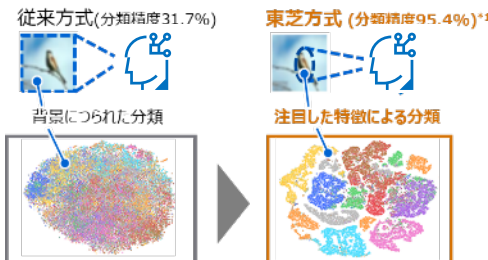 従来方式(分類精度31.7%)
東芝方式 (分類精度95.4%)*1
背景につられた分類
注目した特徴による分類